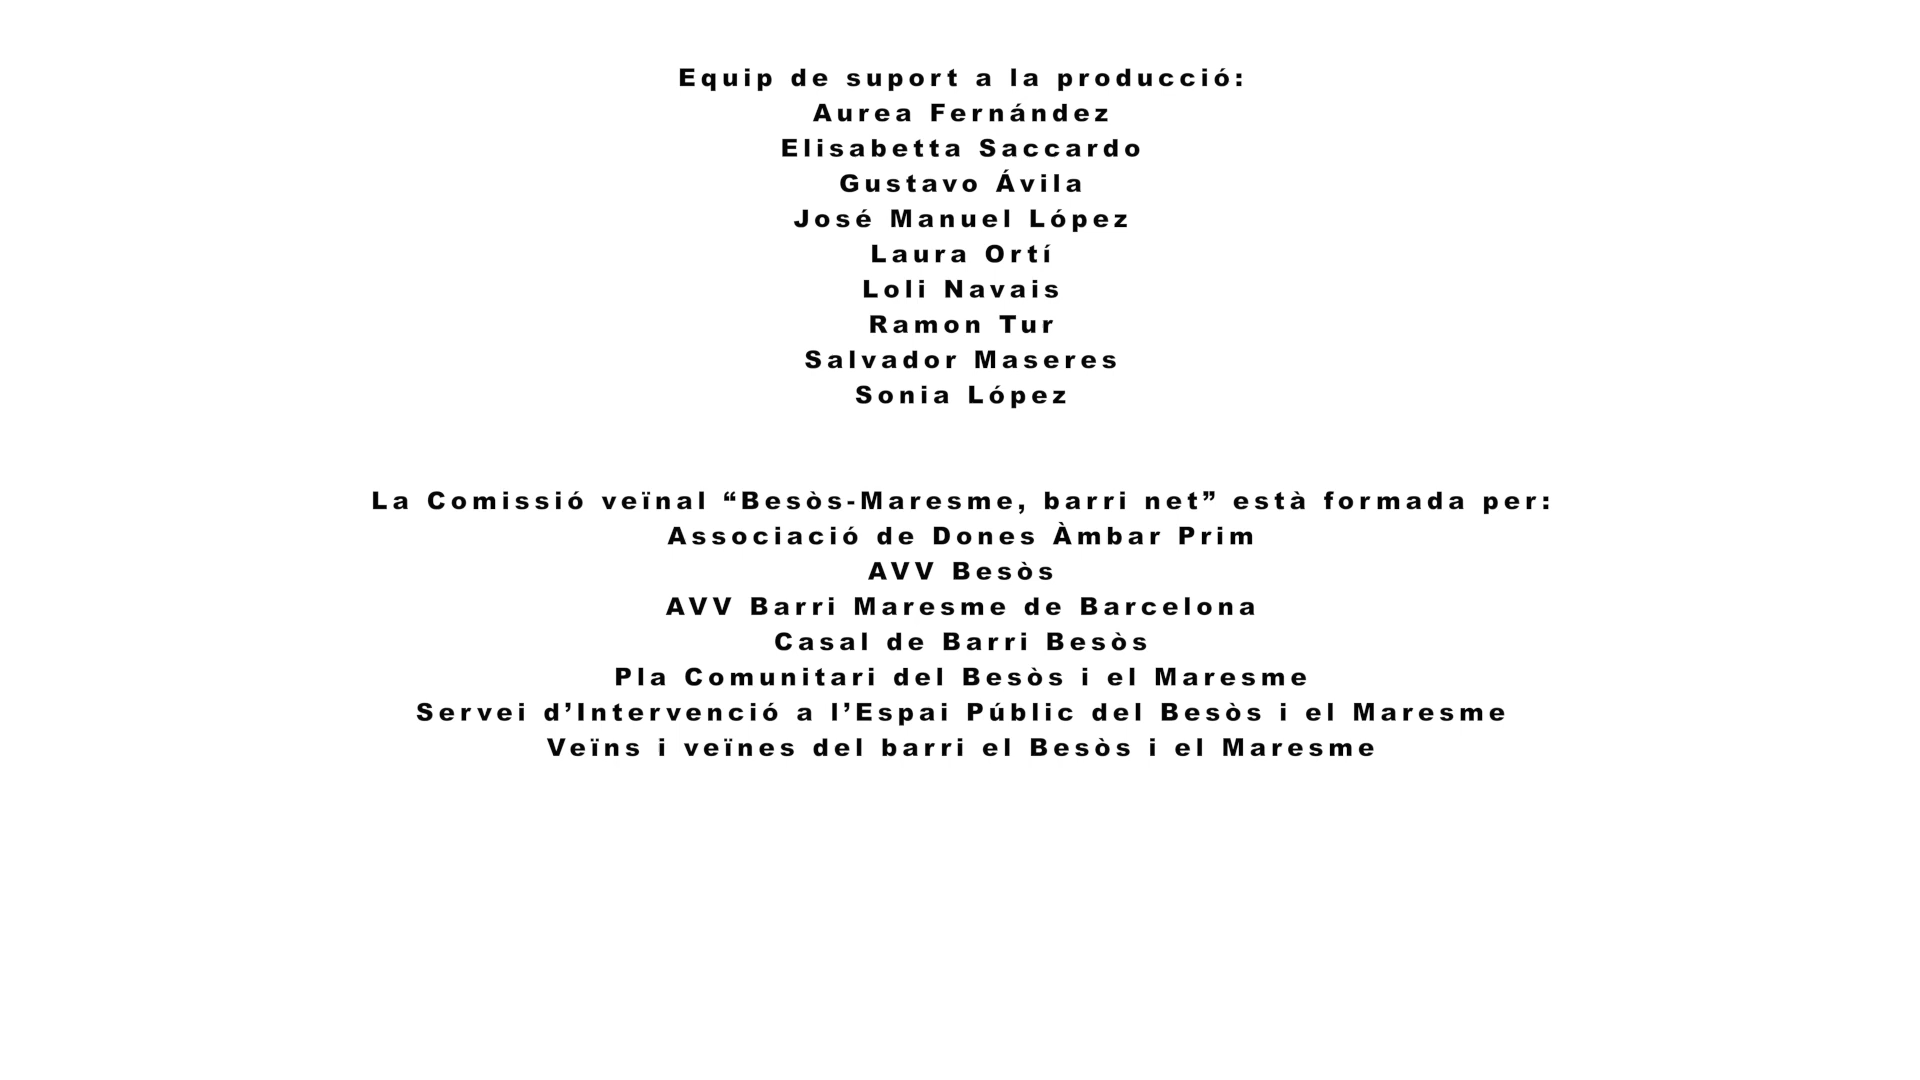 Equip de suport a la producció:
Aurea Fernández
Elisabetta Saccardo
Gustavo Ávila
José Manuel López
Laura Ortí
Loli Navais
Ramon Tur
Salvador Maseres
Sonia López
La Comissió veïnal “Besòs-Maresme, barri net” està formada per:
Associació de Dones Àmbar Prim
AVV Besòs
AVV Barri Maresme de Barcelona
Casal de Barri Besòs
Pla Comunitari del Besòs i el Maresme
Servei d’Intervenció a l’Espai Públic del Besòs i el Maresme
Veïns i veïnes del barri el Besòs i el Maresme